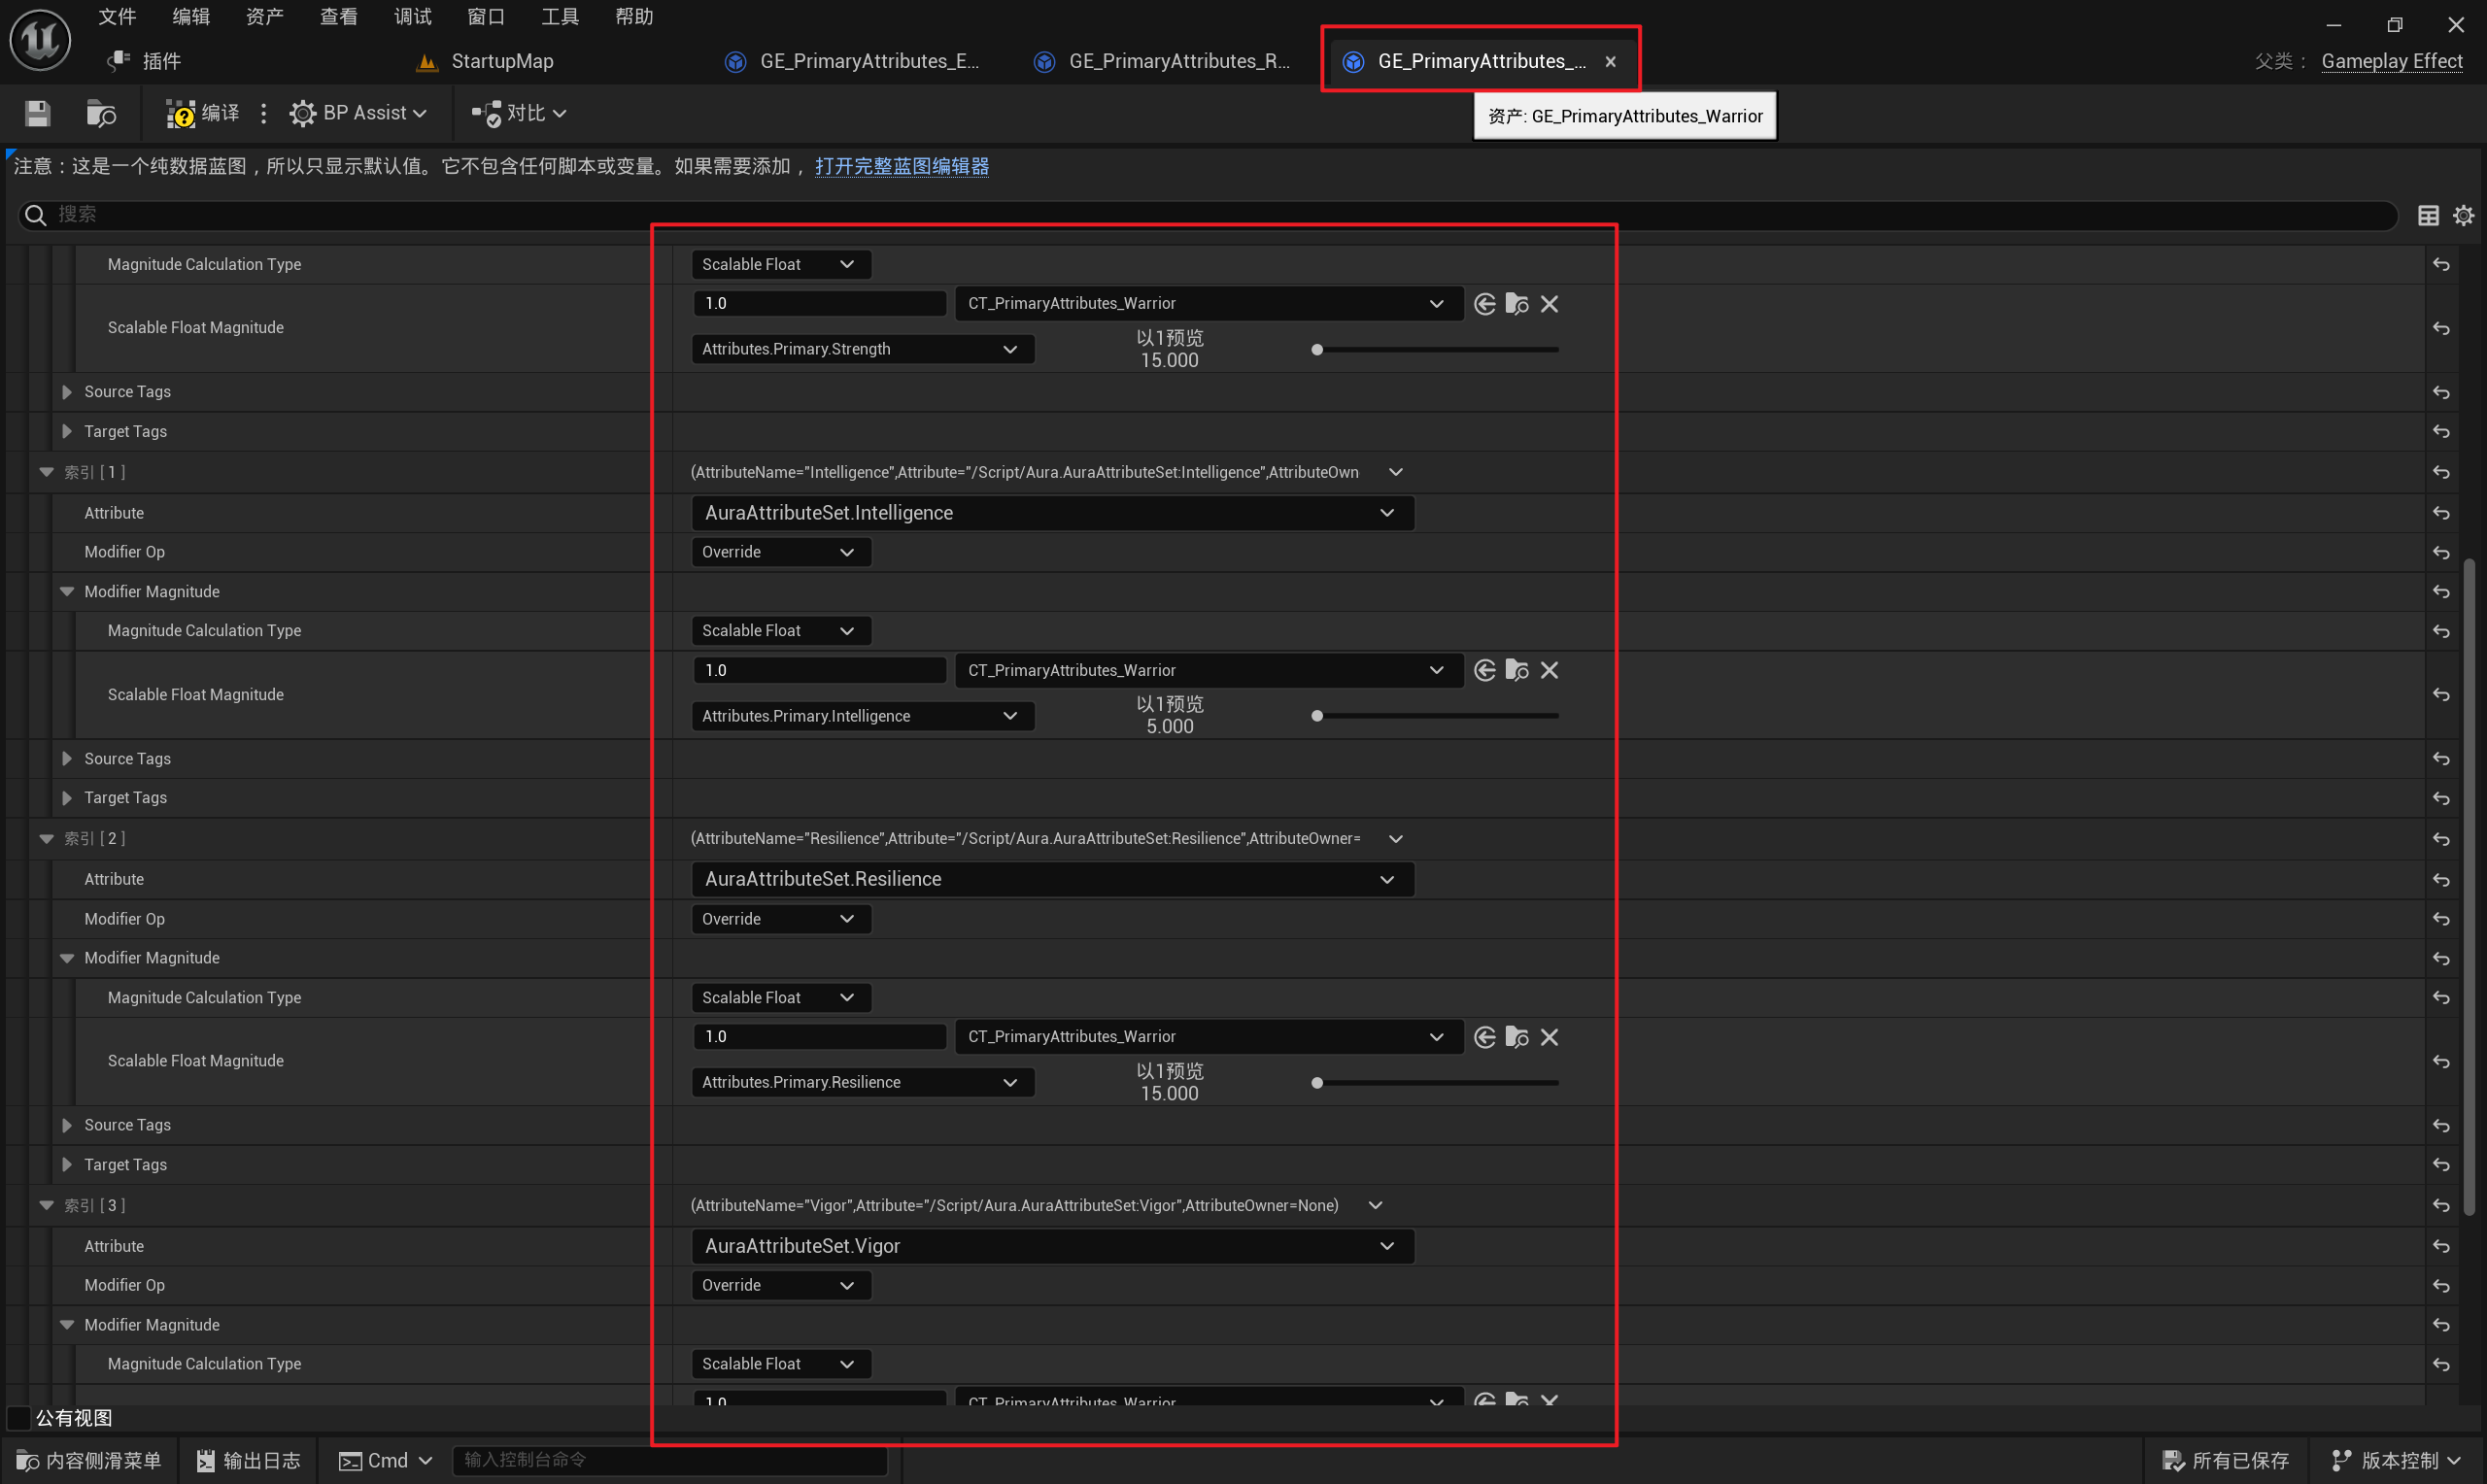 文件 编辑 资产 查看 调试 窗口 工具 帮助
插件 StartupMap GE_PrimaryAttributes_E... GE_PrimaryAttributes_R... GE_PrimaryAttributes_... 父类： Gameplay Effect
编译 BP Assist 对比
资产: GE_PrimaryAttributes_Warrior
注意：这是一个纯数据蓝图，所以只显示默认值。它不包含任何脚本或变量。如果需要添加， 打开完整蓝图编辑器
搜索
Magnitude Calculation Type Scalable Float
1.0 CT_PrimaryAttributes_Warrior
Scalable Float Magnitude
Attributes.Primary.Strength 以1预览
15.000
Source Tags
Target Tags
索引 [ 1 ] (AttributeName="Intelligence",Attribute="/Script/Aura.AuraAttributeSet:Intelligence",AttributeOwn
Attribute AuraAttributeSet.Intelligence
Modifier Op Override
Modifier Magnitude
Magnitude Calculation Type Scalable Float
1.0 CT_PrimaryAttributes_Warrior
Scalable Float Magnitude
Attributes.Primary.Intelligence 以1预览
5.000
Source Tags
Target Tags
索引 [ 2 ] (AttributeName="Resilience",Attribute="/Script/Aura.AuraAttributeSet:Resilience",AttributeOwner=
Attribute AuraAttributeSet.Resilience
Modifier Op Override
Modifier Magnitude
Magnitude Calculation Type Scalable Float
1.0 CT_PrimaryAttributes_Warrior
Scalable Float Magnitude
Attributes.Primary.Resilience 以1预览
15.000
Source Tags
Target Tags
索引 [ 3 ] (AttributeName="Vigor",Attribute="/Script/Aura.AuraAttributeSet:Vigor",AttributeOwner=None)
Attribute AuraAttributeSet.Vigor
Modifier Op Override
Modifier Magnitude
Magnitude Calculation Type Scalable Float
1.0 CT_PrimaryAttributes_Warrior
公有视图
内容侧滑菜单 输出日志 Cmd 输入控制台命令 所有已保存 版本控制